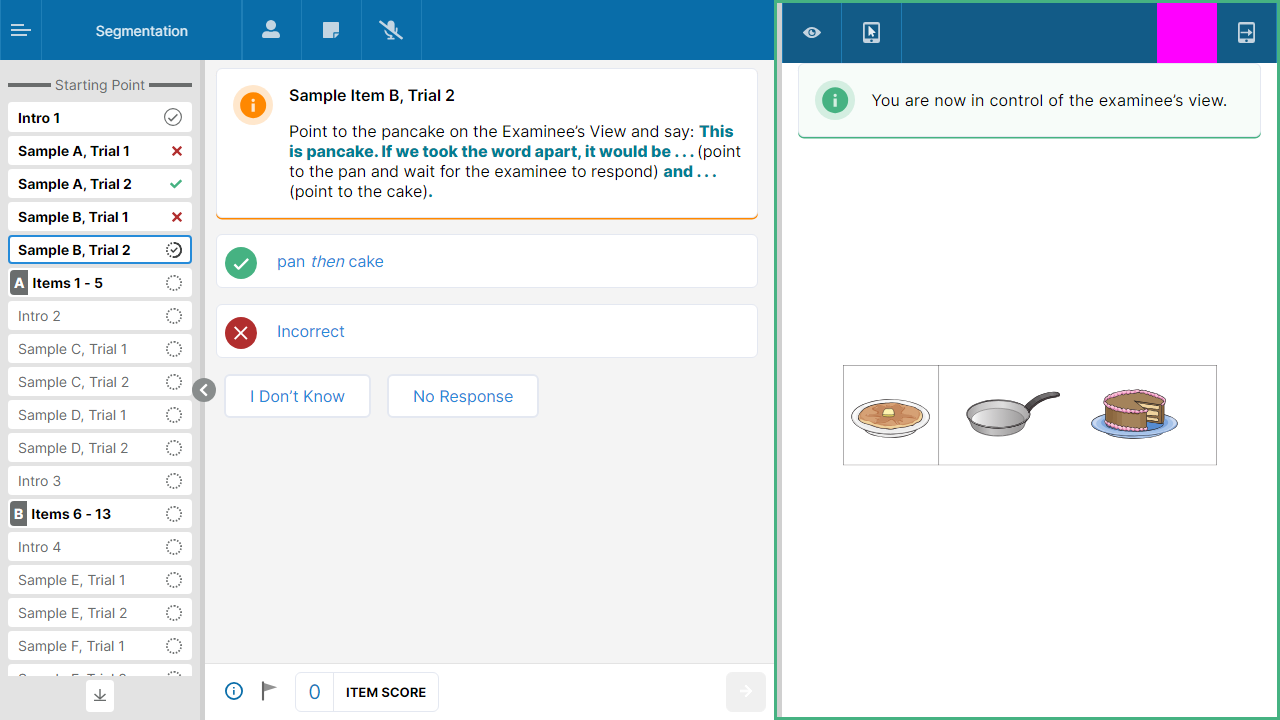 Segmentation
Starting Point
Intro 1
Sample A, Trial 1
Sample A, Trial 2
Sample B, Trial 1
Sample B, Trial 2
A Items 1 - 5
Intro 2
Sample C, Trial 1
Sample C, Trial 2
Sample D, Trial 1
Sample D, Trial 2
Intro 3
B Items 6 - 13
Intro 4
Sample E, Trial 1
Sample E, Trial 2
Sample F, Trial 1
Sample Item B, Trial 2
Point to the pancake on the Examinee’s View and say: This
is pancake. If we took the word apart, it would be . . . (point
to the pan and wait for the examinee to respond) and . . .
(point to the cake).
pan then cake
Incorrect
I Don’t Know
No Response
0 ITEM SCORE
You are now in control of the examinee’s view.